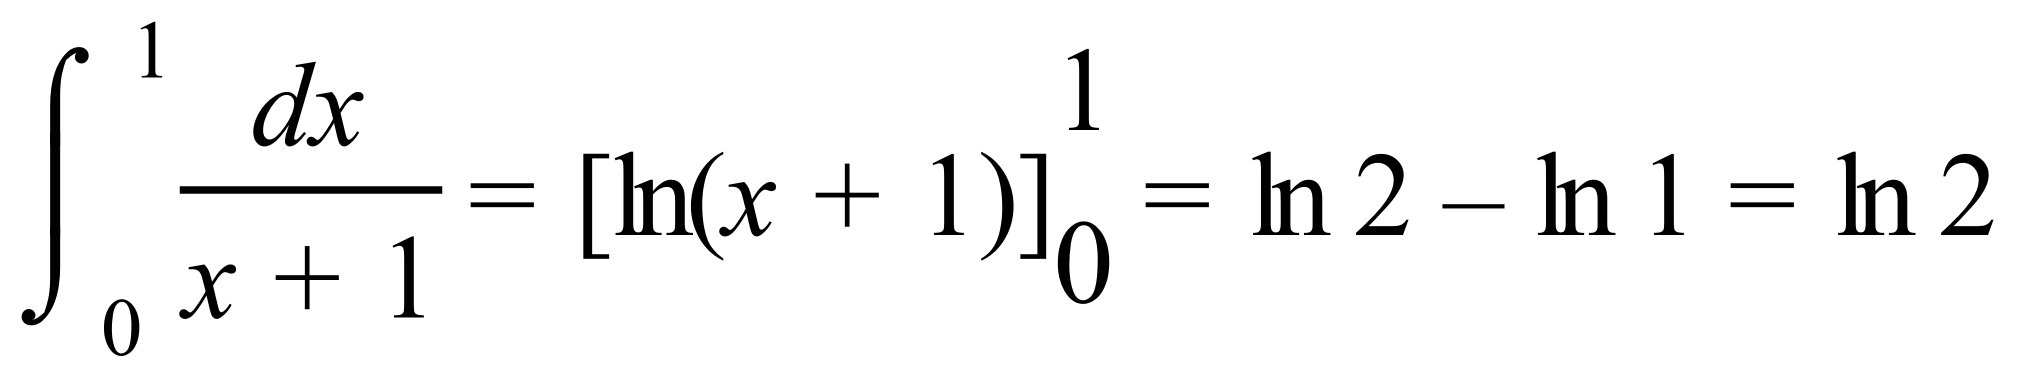 ∫₀¹ dx/(x + 1) = [ln(x + 1)]₀¹ = ln 2 − ln 1 = ln 2